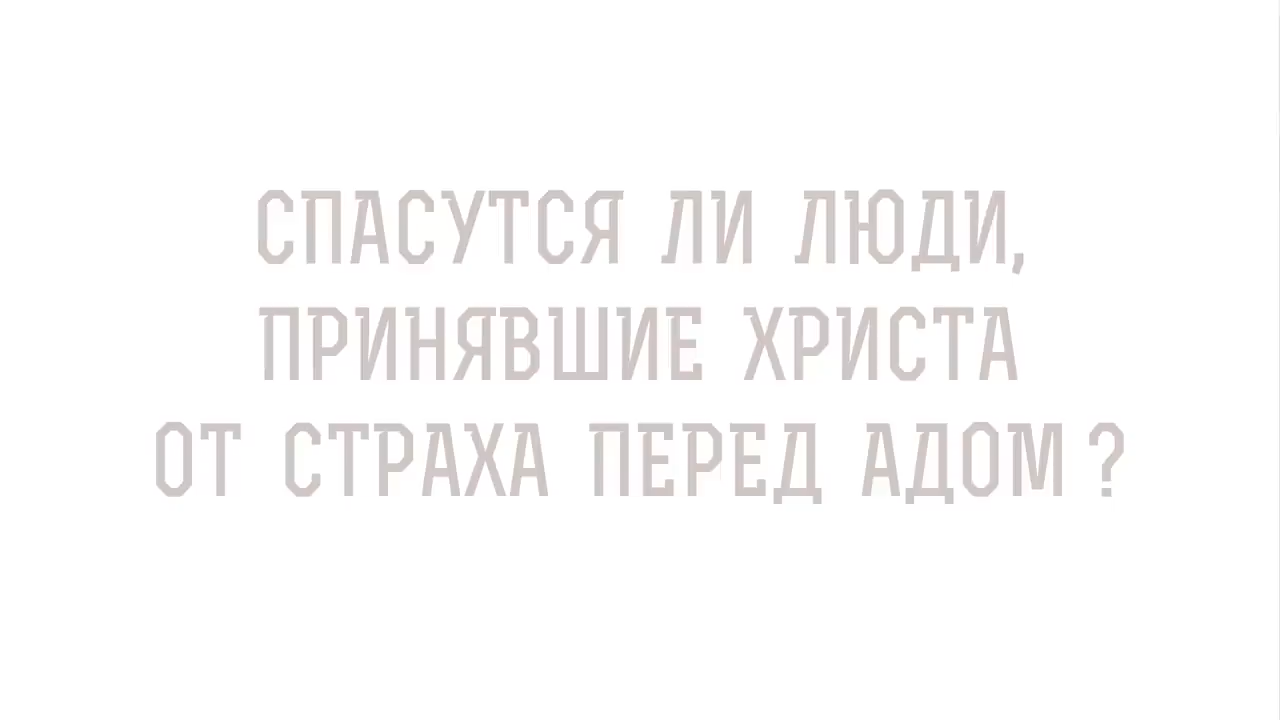 СПАСУТСЯ ЛИ ЛЮДИ,
ПРИНЯВШИЕ ХРИСТА
ОТ СТРАХА ПЕРЕД АДОМ?